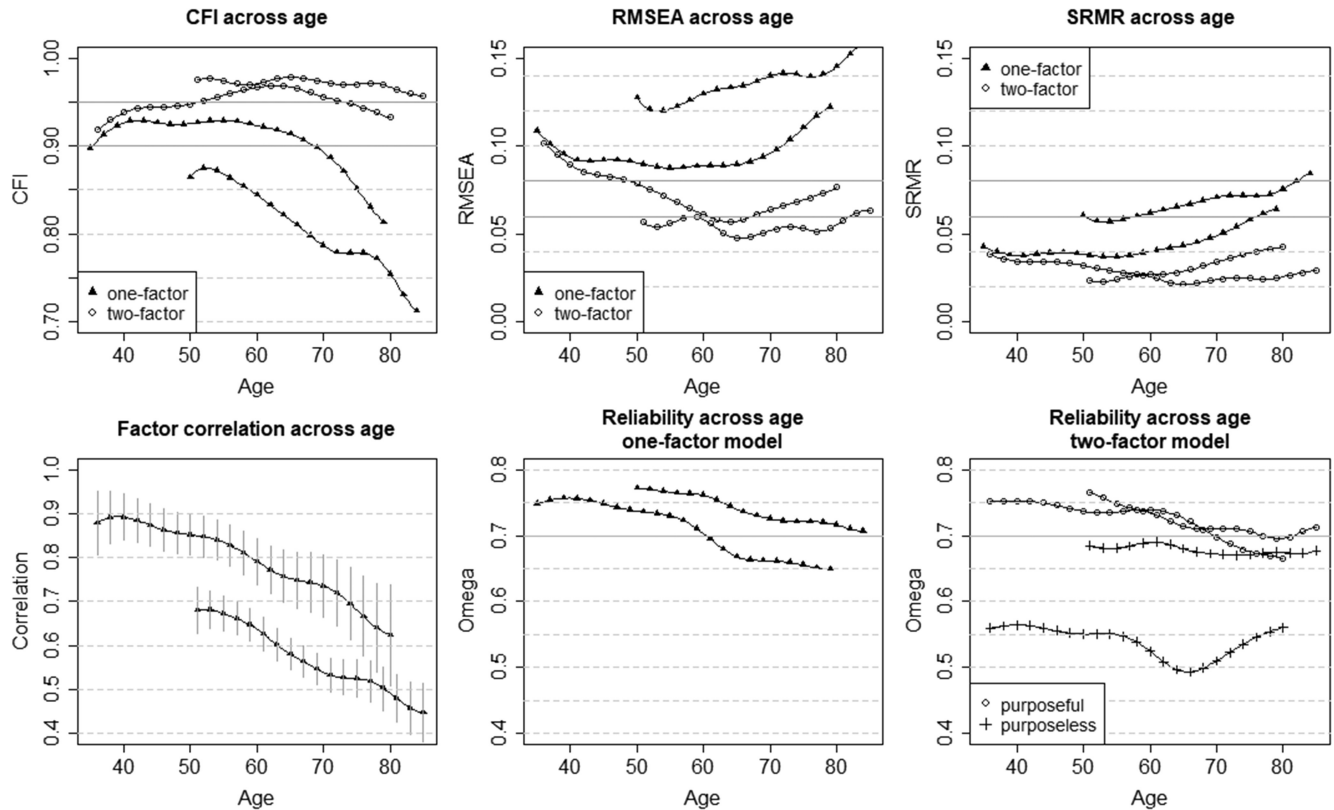 CFI across age
1.00
0.90
0.80
0.70
CFI
one-factor
two-factor
40 50 60 70 80
Age
RMSEA across age
0.15
0.10
0.05
0.00
RMSEA
one-factor
two-factor
40 50 60 70 80
Age
SRMR across age
0.15
0.10
0.05
0.00
SRMR
one-factor
two-factor
40 50 60 70 80
Age
Factor correlation across age
1.0
0.9
0.8
0.7
0.6
0.5
0.4
Correlation
40 50 60 70 80
Age
Reliability across age
one-factor model
0.8
0.7
0.6
0.5
0.4
Omega
40 50 60 70 80
Age
Reliability across age
two-factor model
0.8
0.7
0.6
0.5
0.4
Omega
purposeful
purposeless
40 50 60 70 80
Age